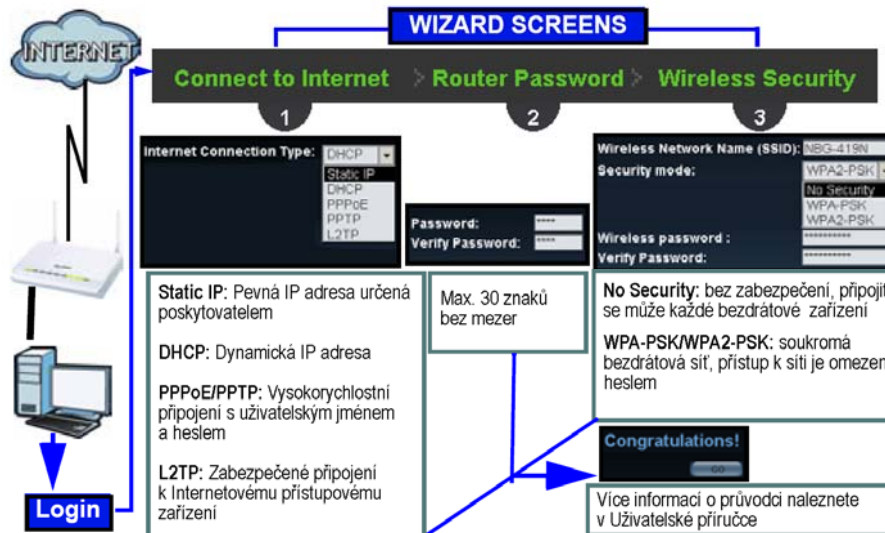 WIZARD SCREENS
INTERNET
Connect to Internet > Router Password > Wireless Security
1
2
3
Internet Connection Type: DHCP
Static IP
DHCP
PPPoE
PPTP
L2TP
Password: ****
Verify Password: ****
Wireless Network Name (SSID): NBG-419N
Security mode: WPA2-PSK
No Security
WPA-PSK
WPA2-PSK
Wireless password : **********
Verify Password: **********
Static IP: Pevná IP adresa určená
poskytovatelem
DHCP: Dynamická IP adresa
PPPoE/PPTP: Vysokorychlostní
připojení s uživatelským jménem
a heslem
L2TP: Zabezpečené připojení
k Internetovému přístupovému
zařízení
Max. 30 znaků
bez mezer
No Security: bez zabezpečení, připojit
se může každé bezdrátové zařízení
WPA-PSK/WPA2-PSK: soukromá
bezdrátová síť, přístup k síti je omezen
heslem
Congratulations!
GO
Více informací o průvodci naleznete
v Uživatelské příručce
Login